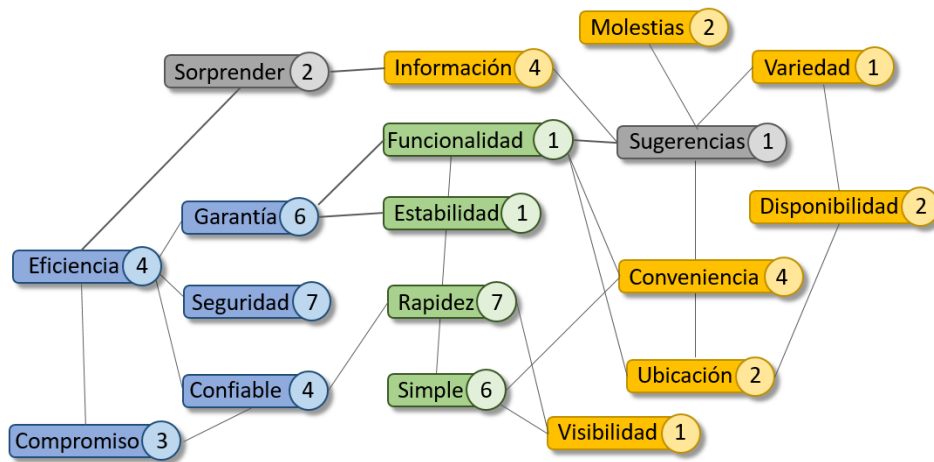 Molestias 2
Sorprender 2
Información 4
Variedad 1
Funcionalidad 1
Sugerencias 1
Garantía 6
Estabilidad 1
Disponibilidad 2
Eficiencia 4
Conveniencia 4
Seguridad 7
Rapidez 7
Confiable 4
Simple 6
Ubicación 2
Compromiso 3
Visibilidad 1